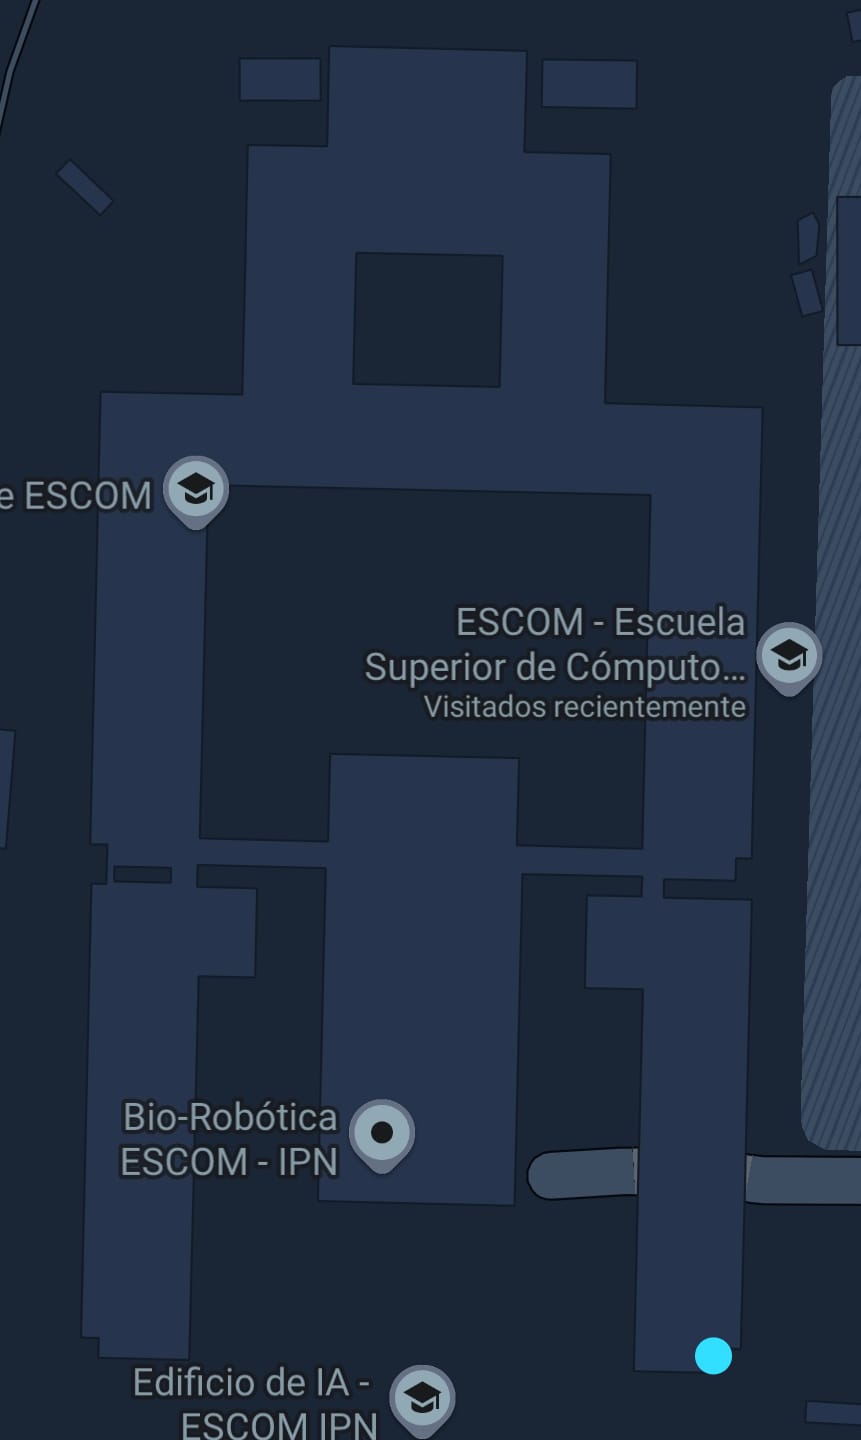 e ESCOM
ESCOM - Escuela
Superior de Cómputo...
Visitados recientemente
Bio-Robótica
ESCOM - IPN
Edificio de IA -
ESCOM IPN